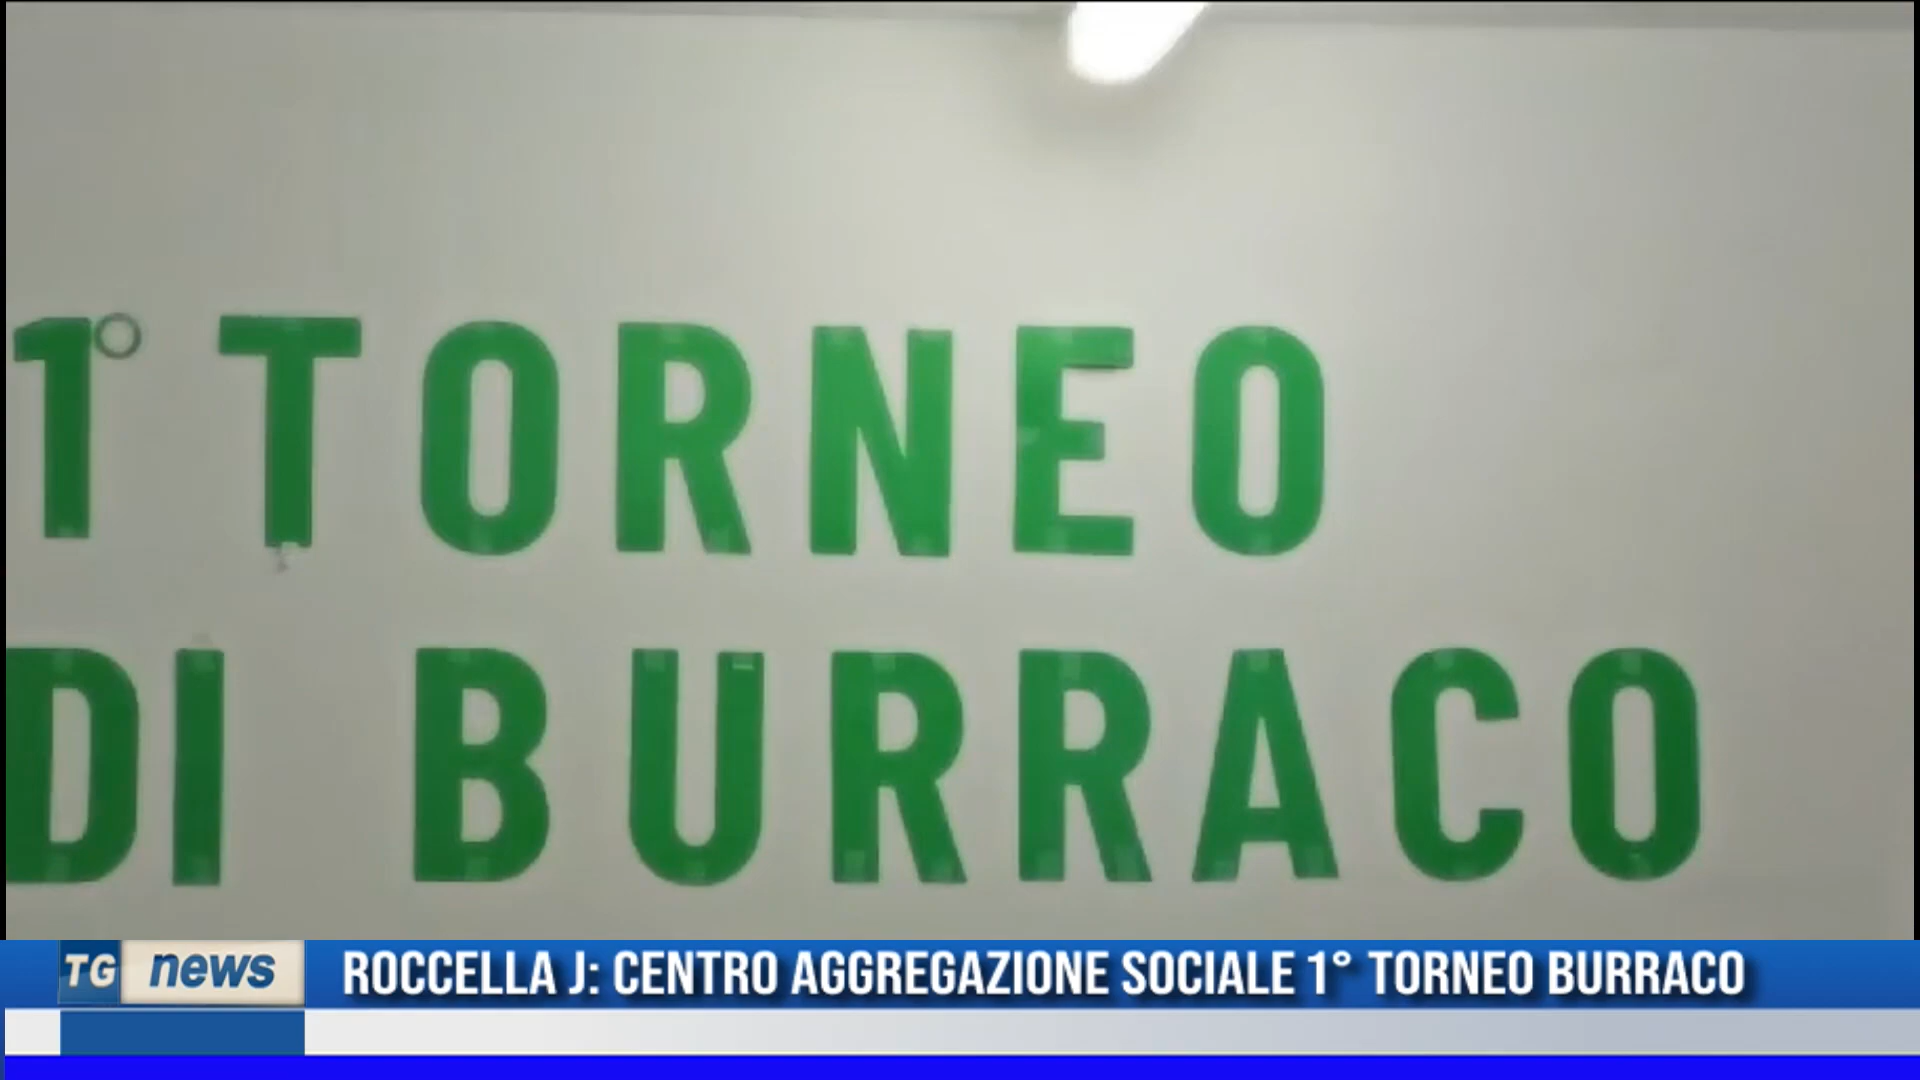 1° TORNEO
DI BURRACO
TG news
ROCCELLA J: CENTRO AGGREGAZIONE SOCIALE 1° TORNEO BURRACO